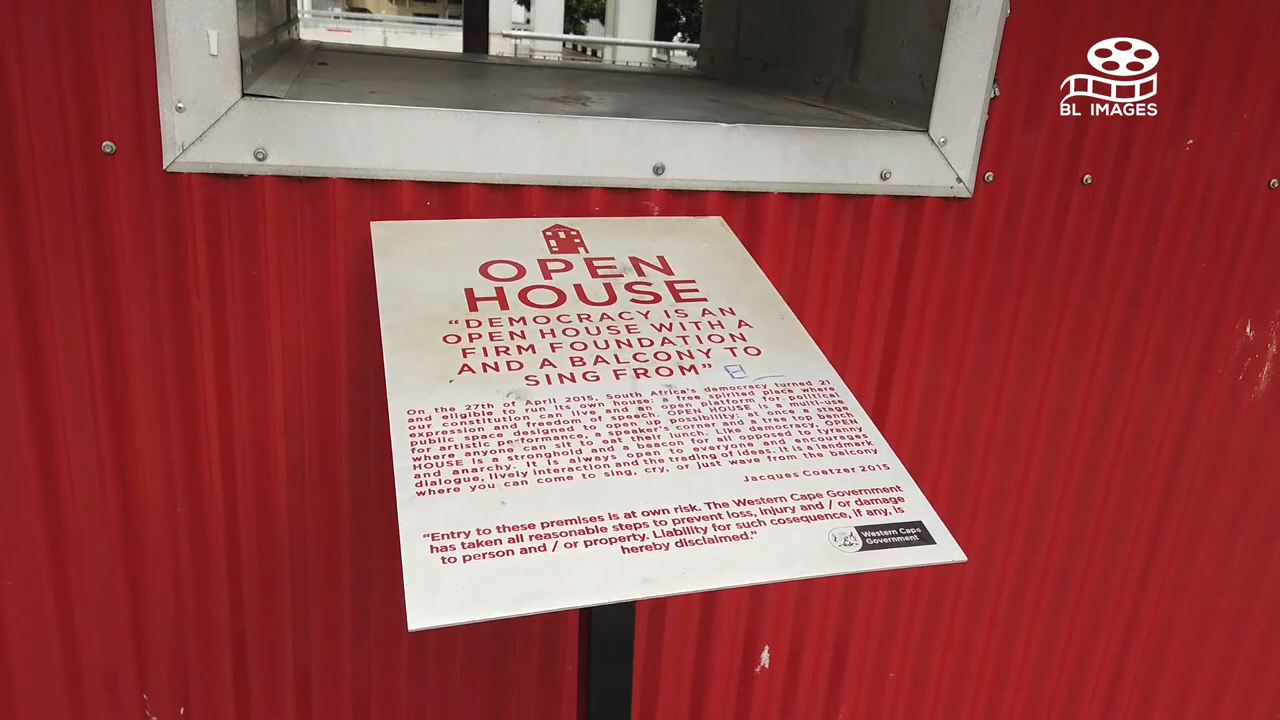 BL IMAGES
OPEN
HOUSE
“DEMOCRACY IS AN
OPEN HOUSE WITH A
FIRM FOUNDATION
AND A BALCONY TO
SING FROM”
On the 27th of April 2015, South Africa's democracy turned 21
and eligible to run its own house: a free spirited place where
our constitution can live and an open platform for political
expression and freedom of speech. OPEN HOUSE is a multi-use
public space designed to open up possibility: at once a stage
for artistic performance, a speaker's corner and a tree top bench
where anyone can sit to eat their lunch. Like democracy, OPEN
HOUSE is a stronghold and a beacon for all opposed to tyranny
and anarchy. It is always open to everyone and encourages
dialogue, lively interaction and the trading of ideas. It is a landmark
where you can come to sing, cry, or just wave from the balcony
Jacques Coetzer 2015
“Entry to these premises is at own risk. The Western Cape Government
has taken all reasonable steps to prevent loss, injury and / or damage
to person and / or property. Liability for such cosequence, if any, is
hereby disclaimed.”
Western Cape
Government